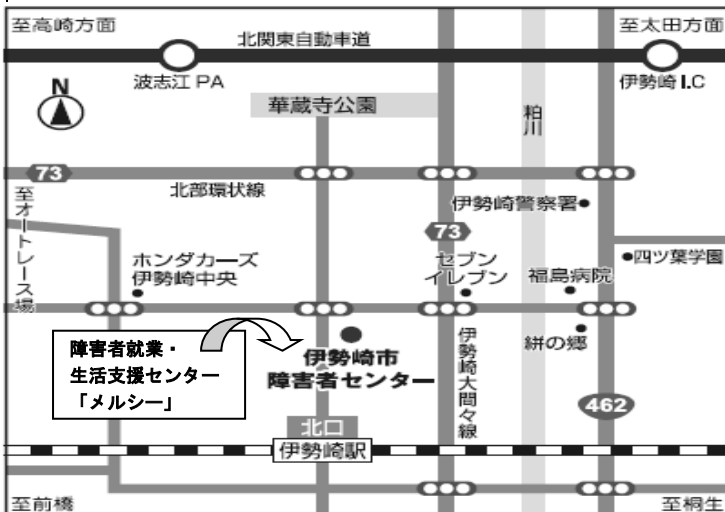 至高崎方面
北関東自動車道
至太田方面
波志江 PA
伊勢崎 I.C
N
華蔵寺公園
粕川
73
北部環状線
至オートレース場
伊勢崎警察署
73
ホンダカーズ
伊勢崎中央
セブン
イレブン
福島病院
四ツ葉学園
障害者就業・
生活支援センター
「メルシー」
伊勢崎市
障害者センター
伊勢崎大間々線
絣の郷
462
北口
伊勢崎駅
至前橋
至桐生